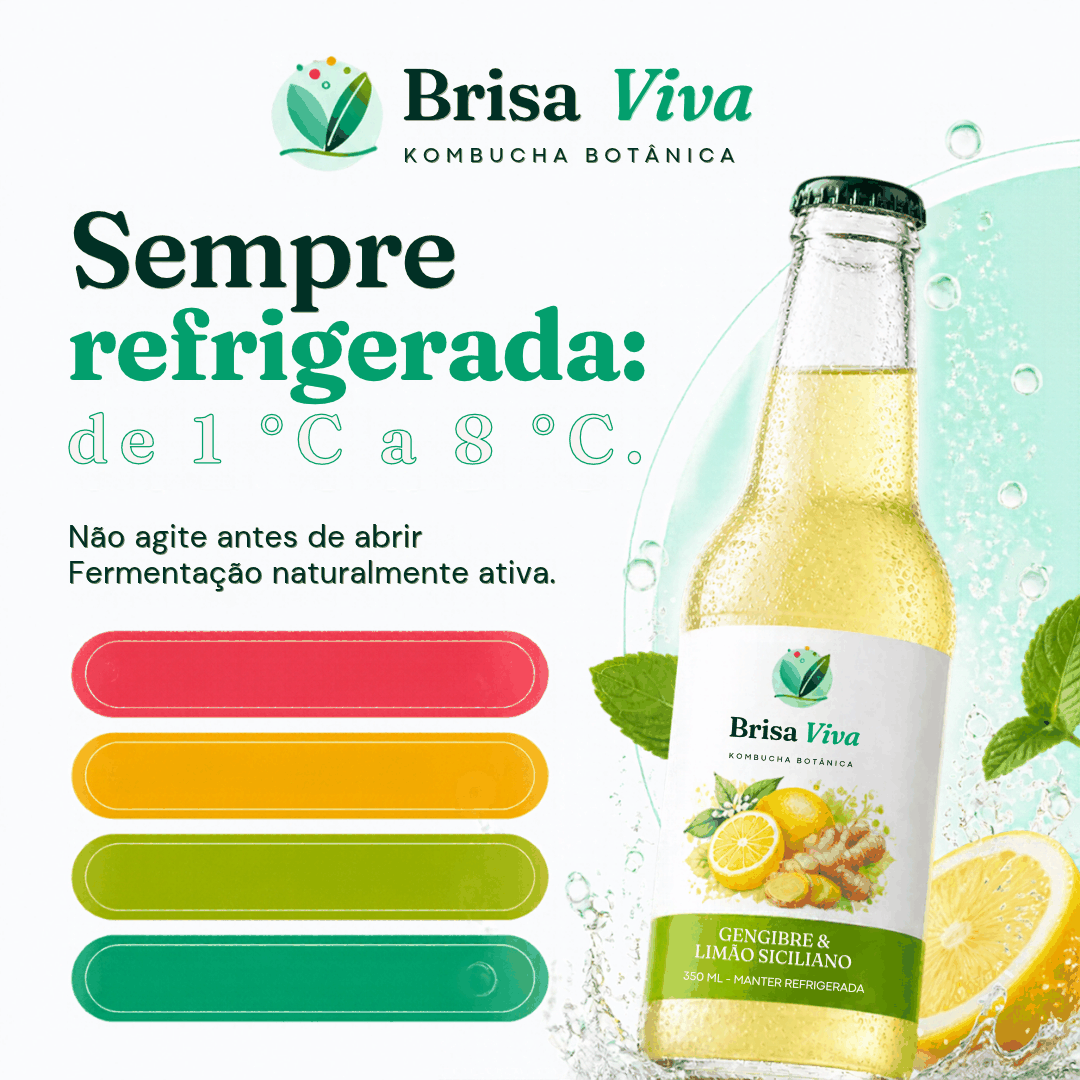 Brisa Viva
KOMBUCHA BOTÂNICA
Sempre
refrigerada:
de 1 °C a 8 °C.
Não agite antes de abrir
Fermentação naturalmente ativa.
Brisa Viva
KOMBUCHA BOTÂNICA
GENGIBRE &
LIMÃO SICILIANO
350 ML - MANTER REFRIGERADA